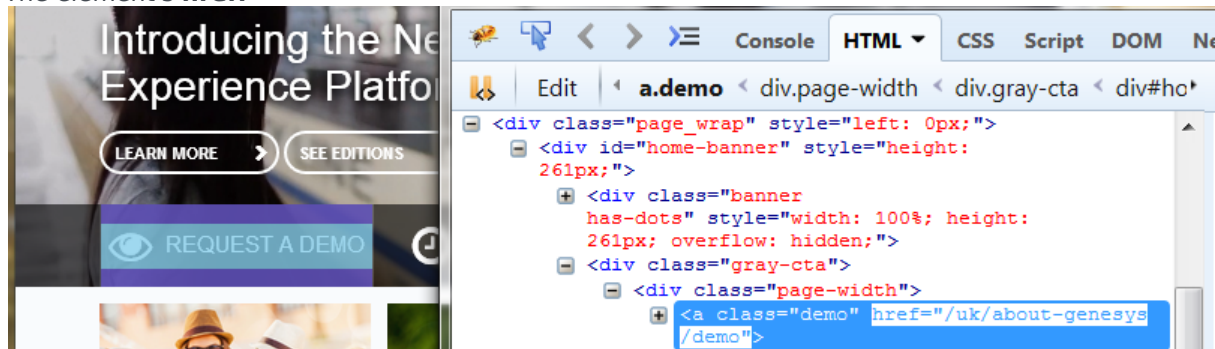 Introducing the Ne
Experience Platfo
LEARN MORE
SEE EDITIONS
REQUEST A DEMO
Console HTML CSS Script DOM Ne
Edit a.demo < div.page-width < div.gray-cta < div#ho
<div class="page_wrap" style="left: 0px;">
<div id="home-banner" style="height:
261px;">
<div class="banner
has-dots" style="width: 100%; height:
261px; overflow: hidden;">
<div class="gray-cta">
<div class="page-width">
<a class="demo" href="/uk/about-genesys
/demo">